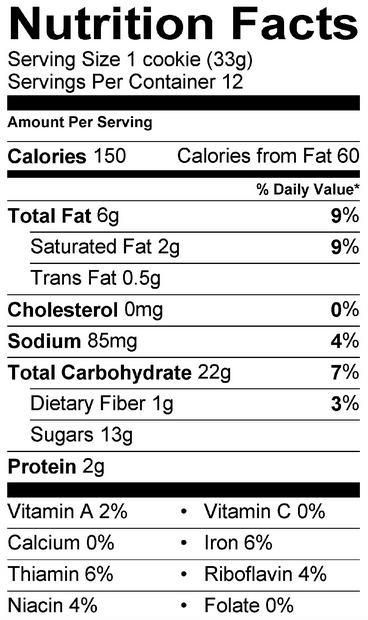 Nutrition Facts
Serving Size 1 cookie (33g)
Servings Per Container 12
Amount Per Serving
Calories 150 Calories from Fat 60
% Daily Value*
Total Fat 6g 9%
Saturated Fat 2g 9%
Trans Fat 0.5g
Cholesterol 0mg 0%
Sodium 85mg 4%
Total Carbohydrate 22g 7%
Dietary Fiber 1g 3%
Sugars 13g
Protein 2g
Vitamin A 2% • Vitamin C 0%
Calcium 0% • Iron 6%
Thiamin 6% • Riboflavin 4%
Niacin 4% • Folate 0%